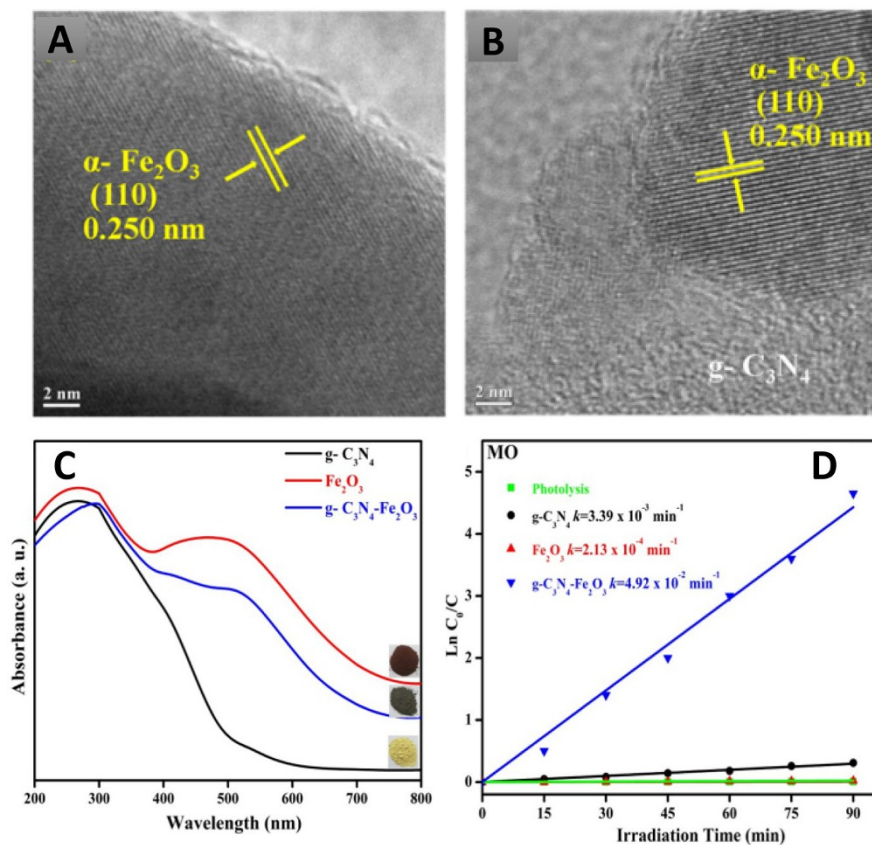 A
α- Fe₂O₃
(110)
0.250 nm
2 nm
B
α- Fe₂O₃
(110)
0.250 nm
g- C₃N₄
2 nm
C
g- C₃N₄
Fe₂O₃
g- C₃N₄-Fe₂O₃
Absorbance (a. u.)
200 300 400 500 600 700 800
Wavelength (nm)
MO
D
Photolysis
g-C₃N₄ k=3.39 x 10⁻³ min⁻¹
Fe₂O₃ k=2.13 x 10⁻⁴ min⁻¹
g-C₃N₄-Fe₂O₃ k=4.92 x 10⁻² min⁻¹
Ln C₀/C
5
4
3
2
1
0
0 15 30 45 60 75 90
Irradiation Time (min)